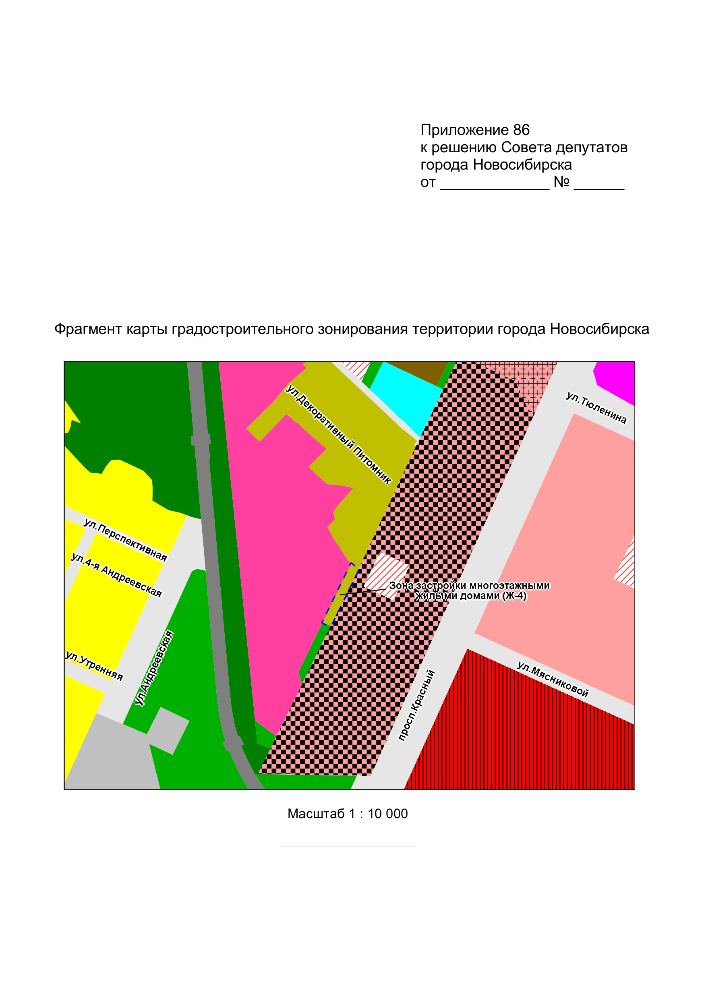 Приложение 86
к решению Совета депутатов
города Новосибирска
от _____________ № ______
Фрагмент карты градостроительного зонирования территории города Новосибирска
ул.Декоративный Питомник
ул.Тюленина
ул.Перспективная
ул.4-я Андреевская
Зона застройки многоэтажными
жилыми домами (Ж-4)
ул.Андреевская
ул.Утренняя
просп.Красный
ул.Мясниковой
Масштаб 1 : 10 000